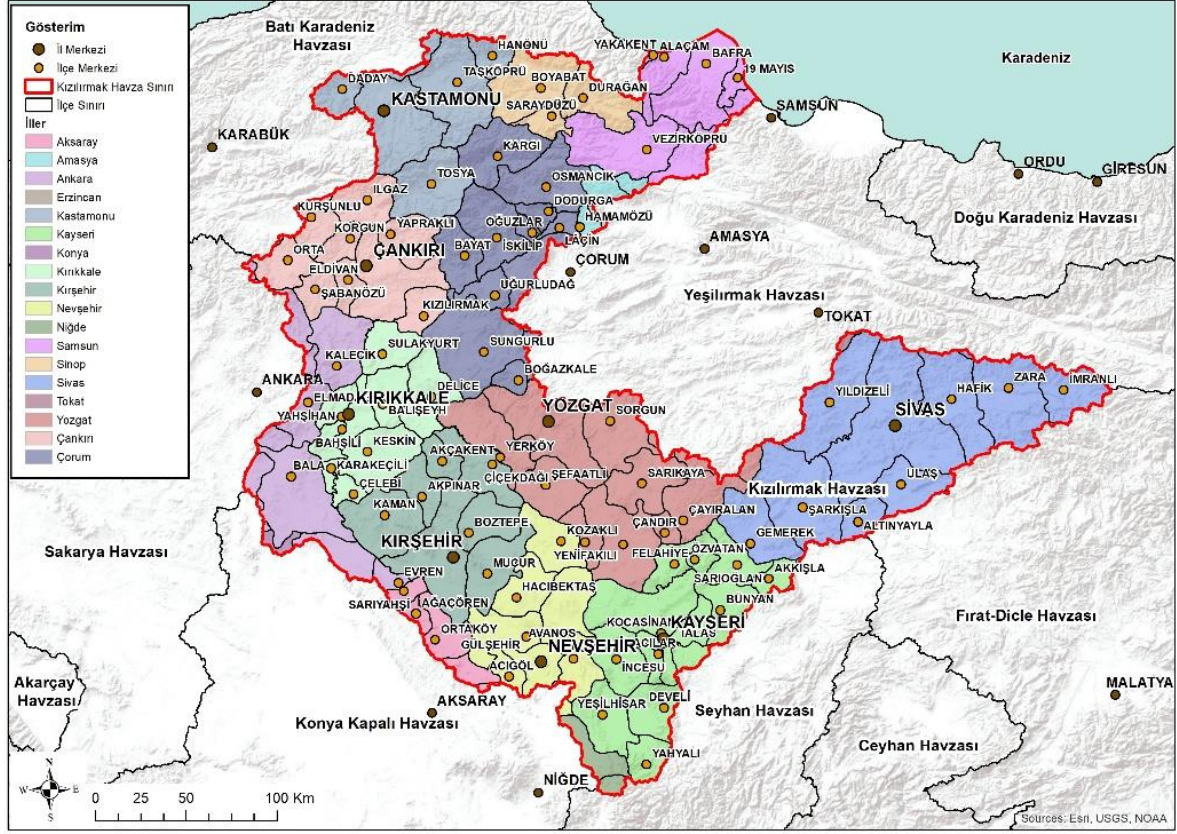 Gösterim
İl Merkezi
İlçe Merkezi
Kızılırmak Havza Sınırı
İlçe Sınırı
İller
Aksaray
Amasya
Ankara
Erzincan
Kastamonu
Kayseri
Konya
Kırıkkale
Kırşehir
Nevşehir
Niğde
Samsun
Sinop
Sivas
Tokat
Yozgat
Çankırı
Çorum
Batı Karadeniz
Havzası
Karadeniz
HANÖNÜ
YAKAKENT
ALAÇAM
BAFRA
19 MAYIS
DADAY
TAŞKÖPRÜ
BOYABAT
DURAĞAN
KASTAMONU
SARAYDÜZÜ
SAMSUN
KARABÜK
VEZİRKÖPRÜ
KARGI
ORDU
GİRESUN
TOSYA
OSMANCIK
ILGAZ
DODURGA
KURŞUNLU
YAPRAKLI
OĞUZLAR
HAMAMÖZÜ
Doğu Karadeniz Havzası
KORGUN
BAYAT
İSKİLİP
LAÇİN
AMASYA
ORTA
ÇANKIRI
ÇORUM
ELDİVAN
ŞABANÖZÜ
UĞURLUDAĞ
Yeşilırmak Havzası
KIZILIRMAK
TOKAT
KALECİK
SULAKYURT
SUNGURLU
BOĞAZKALE
ANKARA
ELMAD
KIRIKKALE
DELİCE
YAHŞİHAN
BALIŞEYH
YOZGAT
SORGUN
YILDIZELİ
HAFİK
ZARA
İMRANLI
SİVAS
BAHŞİLİ
KESKİN
YERKÖY
AKÇAKENT
BALA
KARAKEÇİLİ
ÇİÇEKDAĞI
ŞEFAATLİ
SARIKAYA
ULAŞ
ÇELEBİ
AKPINAR
Kızılırmak Havzası
KAMAN
ÇAYIRALAN
ŞARKIŞLA
ALTINYAYLA
BOZTEPE
KOZAKLI
ÇANDIR
GEMEREK
Sakarya Havzası
KIRŞEHİR
YENİFAKILI
FELAHİYE
ÖZVATAN
EVREN
MUCUR
SARIOGLAN
AKKIŞLA
SARIYAHŞİ
AĞAÇÖREN
HACIBEKTAŞ
BÜNYAN
Fırat-Dicle Havzası
ORTAKÖY
KOCASİNAN
KAYSERİ
TALAS
GÜLŞEHİR
AVANOS
NEVŞEHİR
ACILAR
ACIGÖL
İNCESU
Akarçay
Havzası
AKSARAY
YEŞİLHİSAR
DEVELİ
Seyhan Havzası
MALATYA
Konya Kapalı Havzası
Ceyhan Havzası
YAHYALI
NİĞDE
N
W
E
S
0 25 50 100 Km
Sources: Esri, USGS, NOAA